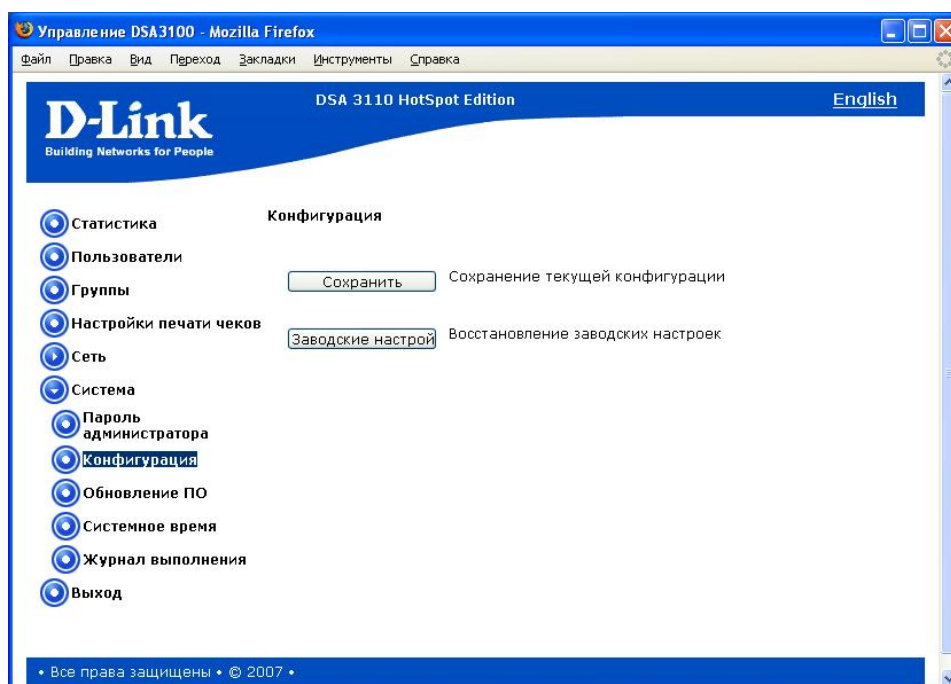 Управление DSA3100 - Mozilla Firefox
Файл Правка Вид Переход Закладки Инструменты Справка
D-Link
Building Networks for People
DSA 3110 HotSpot Edition
English
Статистика
Пользователи
Группы
Настройки печати чеков
Сеть
Система
Пароль
администратора
Конфигурация
Обновление ПО
Системное время
Журнал выполнения
Выход
Конфигурация
Сохранить Сохранение текущей конфигурации
Заводские настрой Восстановление заводских настроек
• Все права защищены • © 2007 •